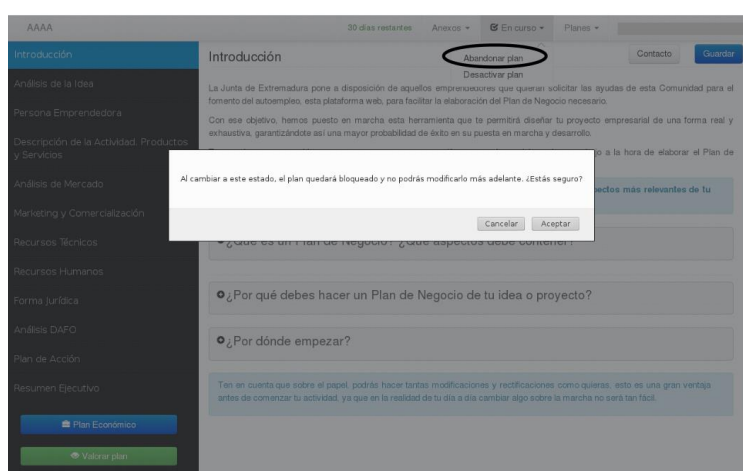 AAAA
30 días restantes
Anexos
En curso
Planes
Introducción
Análisis de la Idea
Persona Emprendedora
Descripción de la Actividad. Productos
y Servicios
Análisis de Mercado
Marketing y Comercialización
Recursos Técnicos
Recursos Humanos
Forma Jurídica
Análisis DAFO
Plan de Acción
Resumen Ejecutivo
Plan Económico
Valorar plan
Introducción
Abandonar plan
Desactivar plan
Contacto
Guardar
La Junta de Extremadura pone a disposición de aquellos emprendedores que quieran solicitar las ayudas de esta Comunidad para el
fomento del autoempleo, esta plataforma web, para facilitar la elaboración del Plan de Negocio necesario.
Con ese objetivo, hemos puesto en marcha esta herramienta que te permitirá diseñar tu proyecto empresarial de una forma real y
exhaustiva, garantizándote así una mayor probabilidad de éxito en su puesta en marcha y desarrollo.
a la hora de elaborar el Plan de
Al cambiar a este estado, el plan quedará bloqueado y no podrás modificarlo más adelante. ¿Estás seguro?
más relevantes de tu
Cancelar
Aceptar
¿Qué es un Plan de Negocio? ¿Qué aspectos debe contener?
¿Por qué debes hacer un Plan de Negocio de tu idea o proyecto?
¿Por dónde empezar?
Ten en cuenta que sobre el papel, podrás hacer tantas modificaciones y rectificaciones como quieras, esto es una gran ventaja
antes de comenzar tu actividad, ya que en la realidad de tu día a día cambiar algo sobre la marcha no será tan fácil.